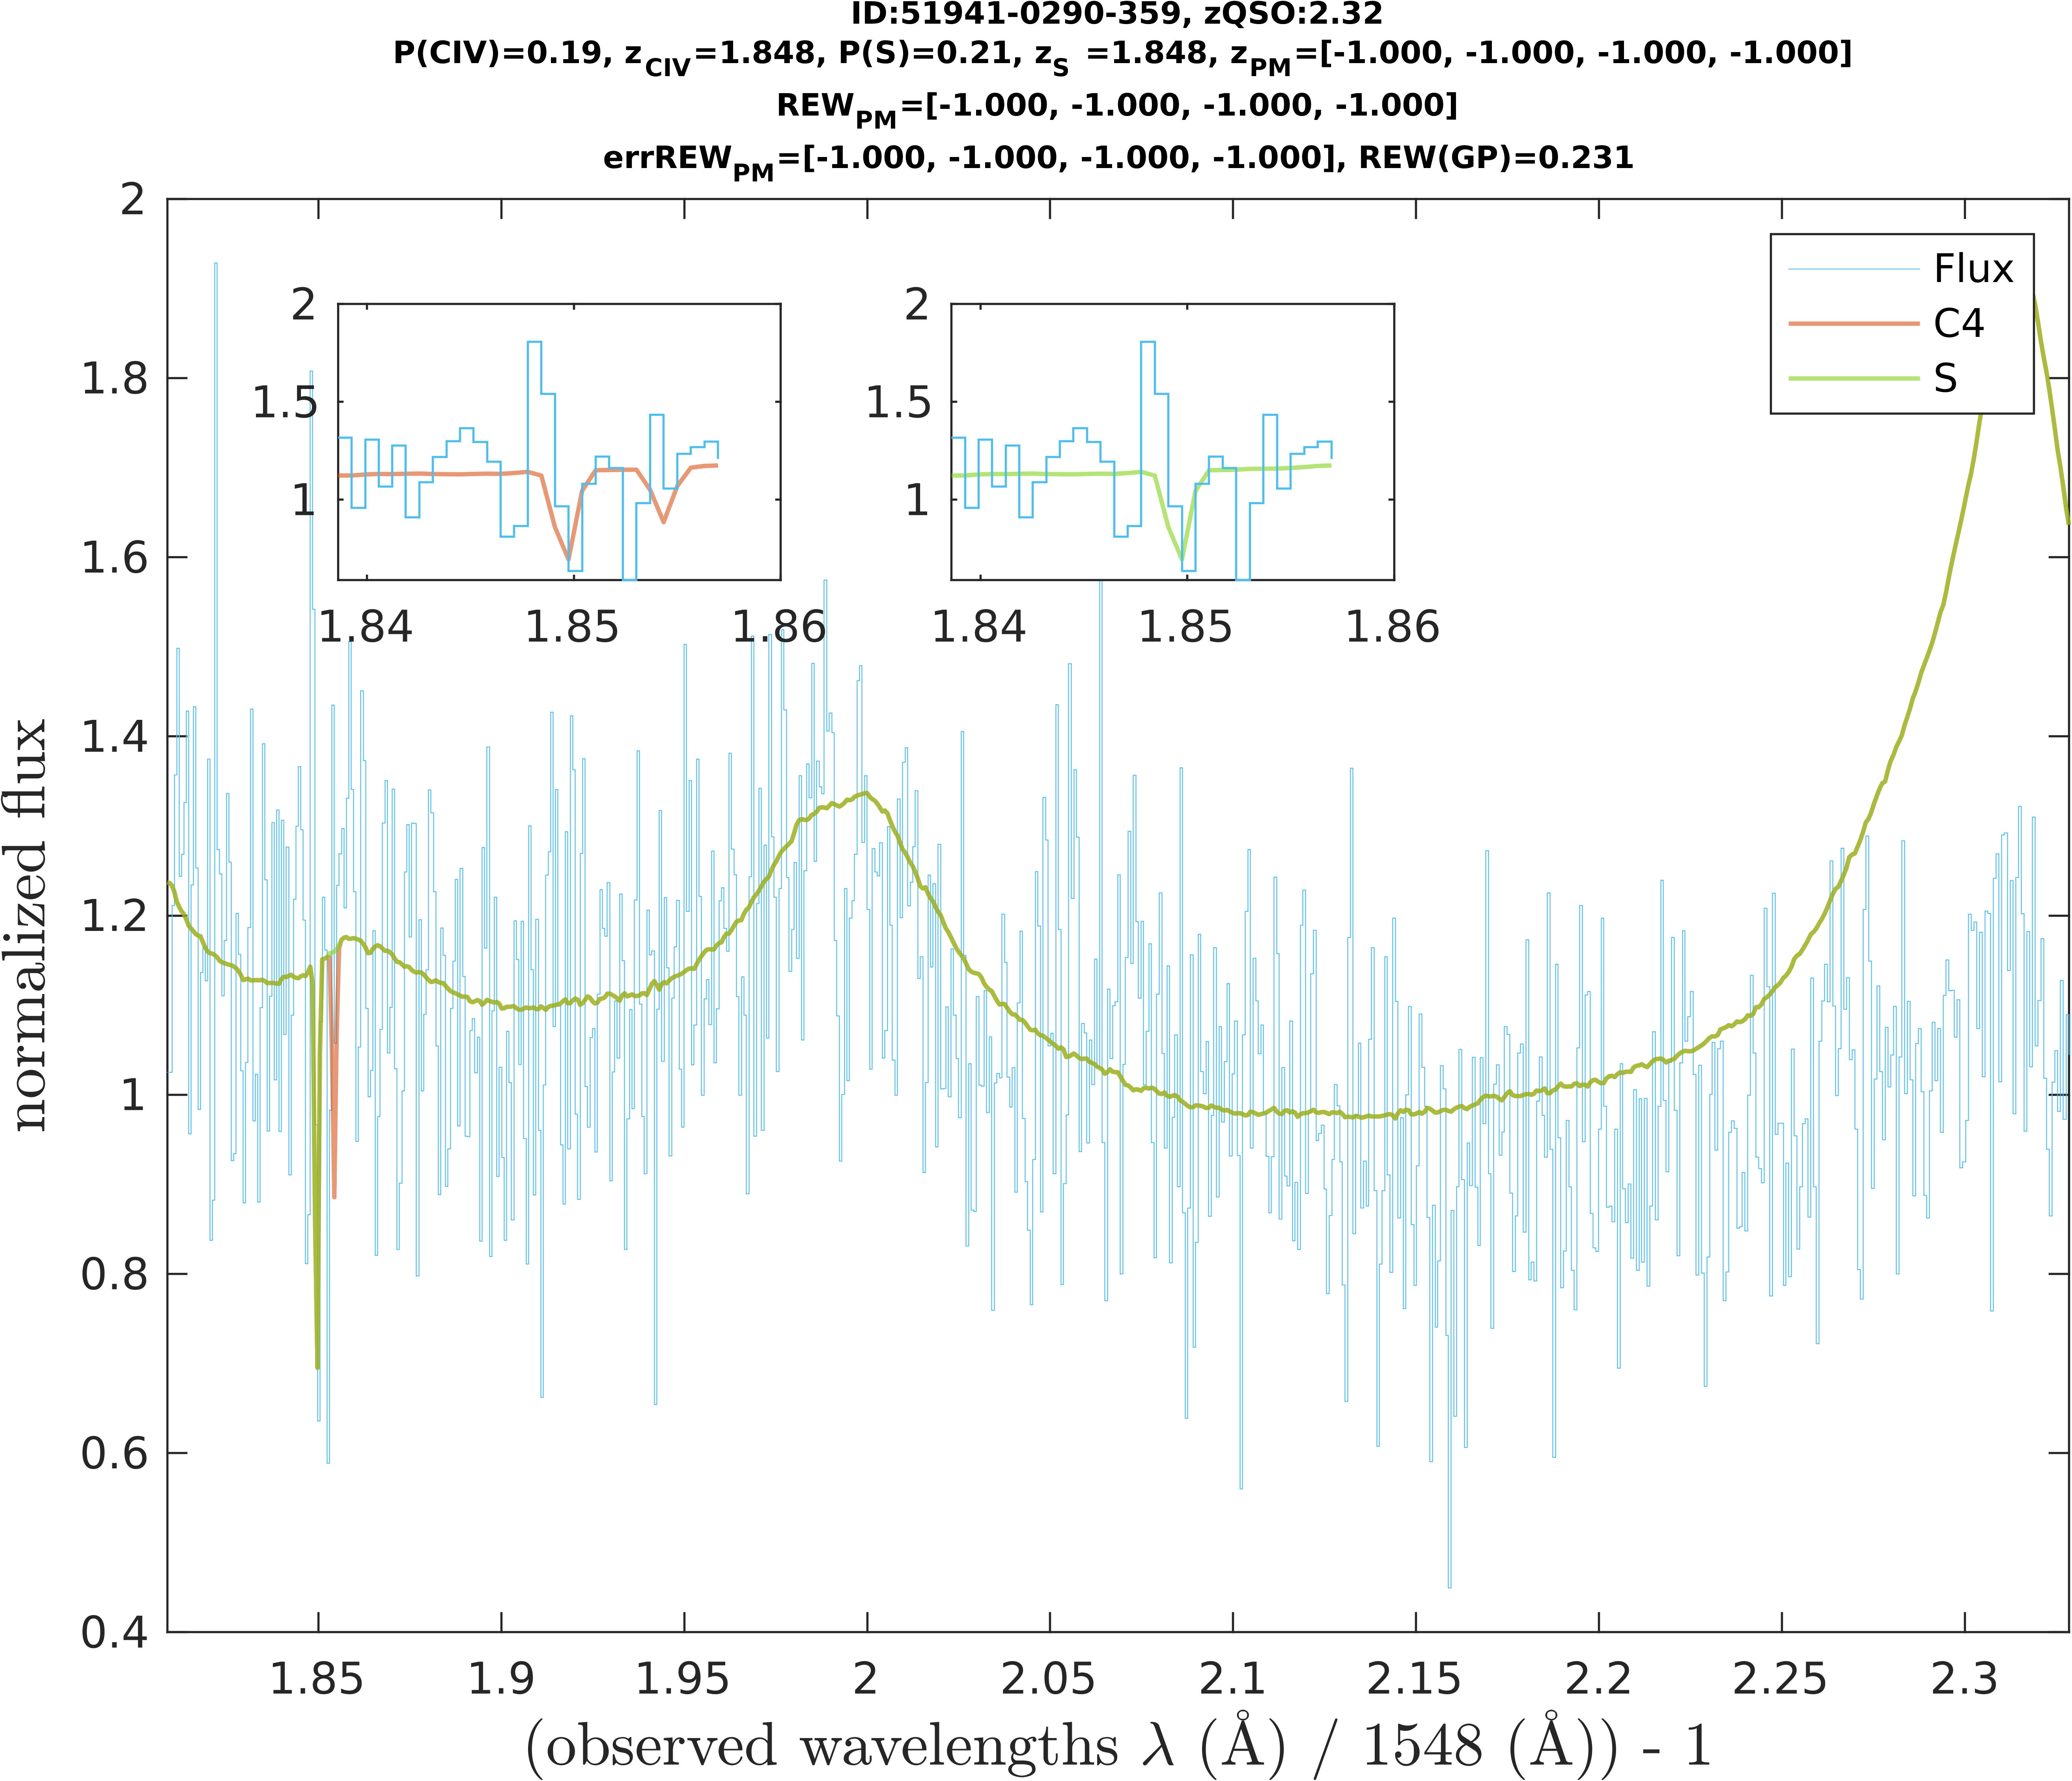 ID:51941-0290-359, zQSO:2.32
P(CIV)=0.19, z_CIV=1.848, P(S)=0.21, z_S =1.848, z_PM=[-1.000, -1.000, -1.000, -1.000]
REW_PM=[-1.000, -1.000, -1.000, -1.000]
errREW_PM=[-1.000, -1.000, -1.000, -1.000], REW(GP)=0.231
2
1.8
1.6
1.4
1.2
1
0.8
0.6
0.4
normalized flux
2
1.5
1
1.84 1.85 1.86
2
1.5
1
1.84 1.85 1.86
Flux
C4
S
1.85 1.9 1.95 2 2.05 2.1 2.15 2.2 2.25 2.3
(observed wavelengths λ (Å) / 1548 (Å)) - 1